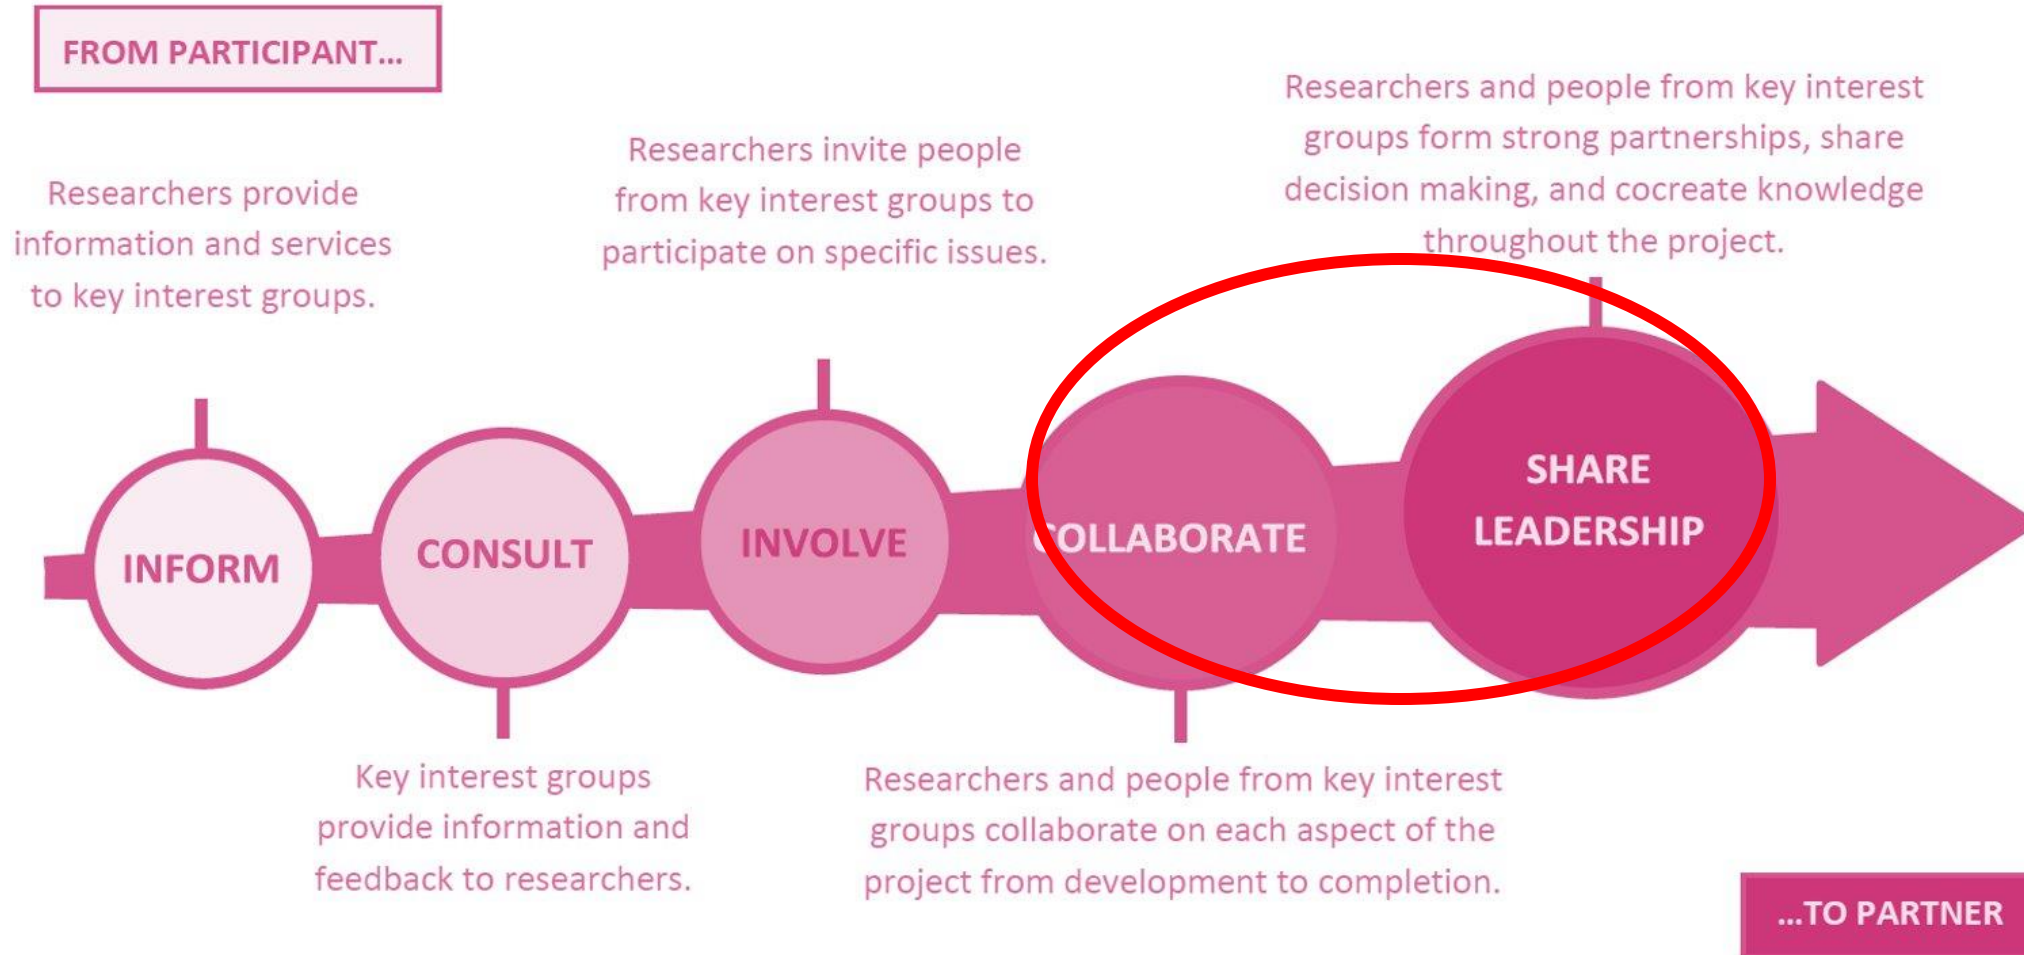 FROM PARTICIPANT...
Researchers provide
information and services
to key interest groups.
Researchers invite people
from key interest groups to
participate on specific issues.
Researchers and people from key interest
groups form strong partnerships, share
decision making, and cocreate knowledge
throughout the project.
INFORM
CONSULT
INVOLVE
COLLABORATE
SHARE
LEADERSHIP
Key interest groups
provide information and
feedback to researchers.
Researchers and people from key interest
groups collaborate on each aspect of the
project from development to completion.
...TO PARTNER